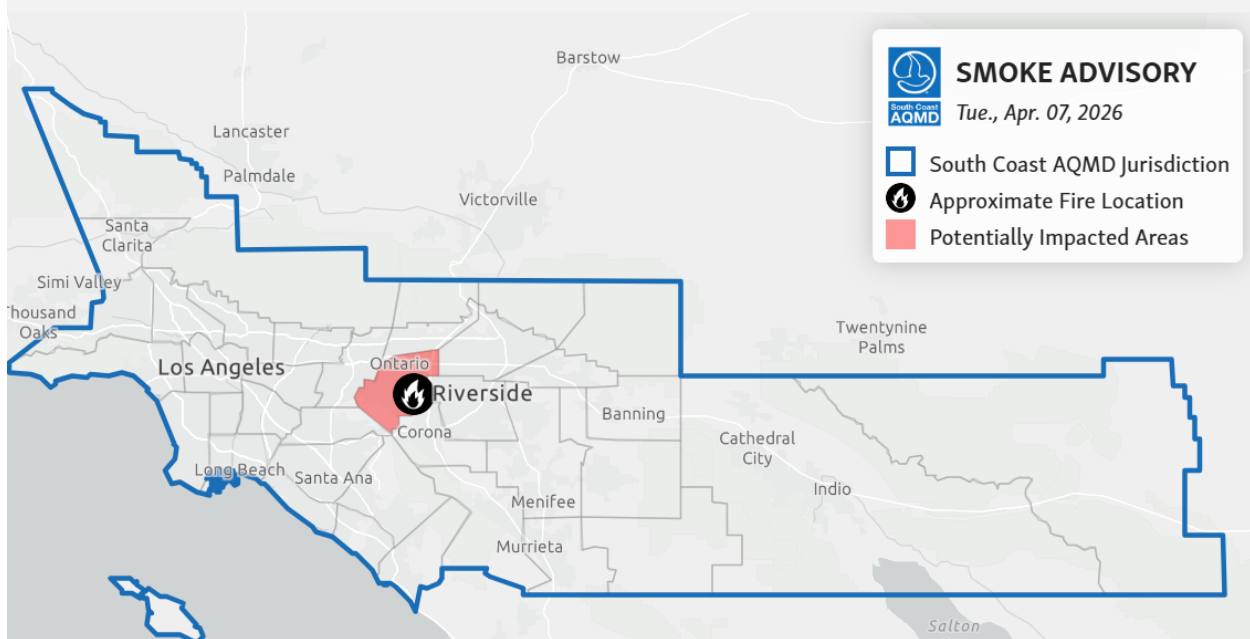 Barstow
SMOKE ADVISORY
South Coast
AQMD
Tue., Apr. 07, 2026
South Coast AQMD Jurisdiction
Approximate Fire Location
Potentially Impacted Areas
Lancaster
Palmdale
Victorville
Santa
Clarita
Simi Valley
Thousand
Oaks
Twentynine
Palms
Los Angeles
Ontario
Riverside
Banning
Corona
Cathedral
City
Long Beach
Santa Ana
Indio
Menifee
Murrieta
Salton